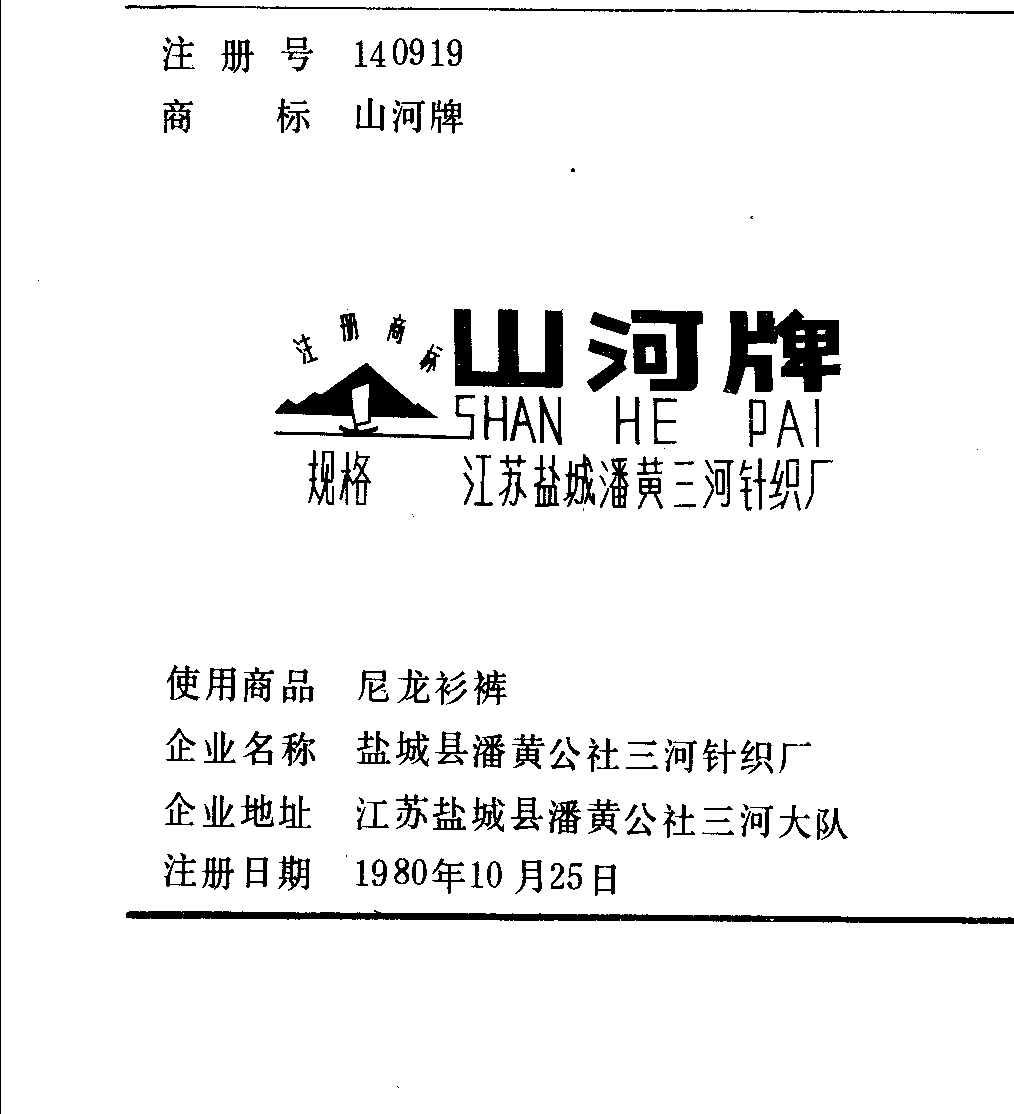 注册号 140919
商标 山河牌
注册商标
山河牌
SHAN HE PAI
规格 江苏盐城潘黄三河针织厂
使用商品 尼龙衫裤
企业名称 盐城县潘黄公社三河针织厂
企业地址 江苏盐城县潘黄公社三河大队
注册日期 1980年10月25日